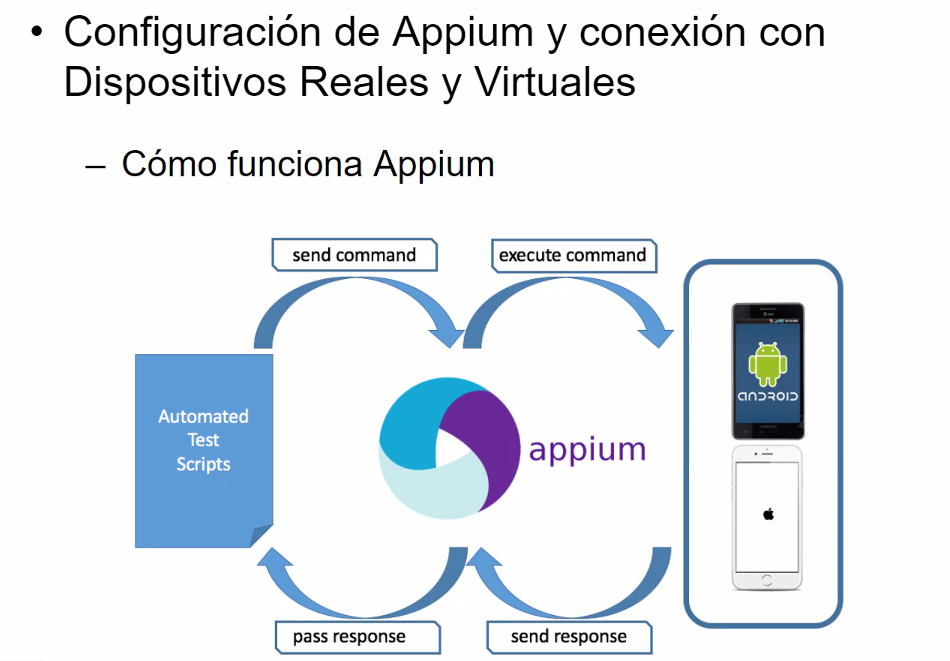 • Configuración de Appium y conexión con
Dispositivos Reales y Virtuales
– Cómo funciona Appium
send command
execute command
Automated
Test
Scripts
appium
ANDROID
pass response
send response